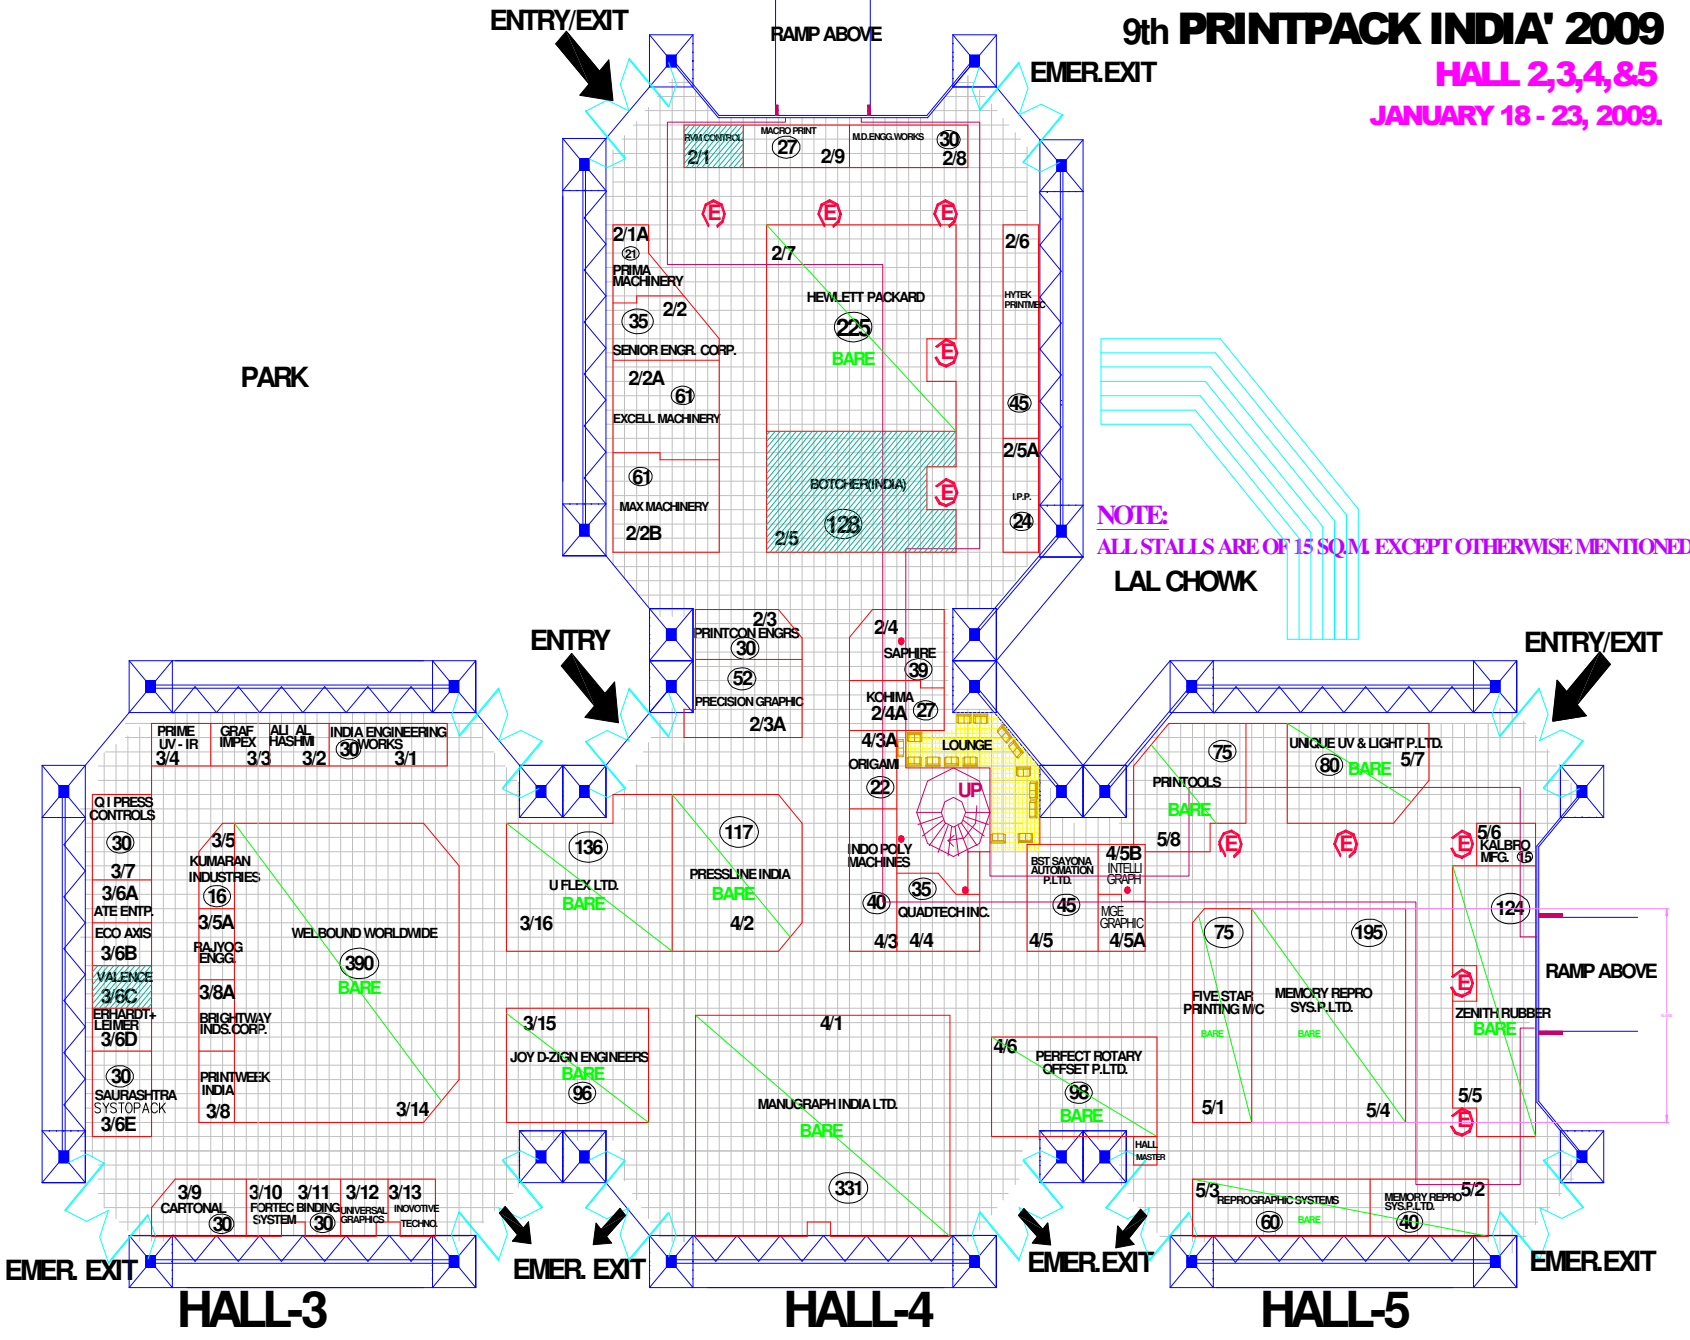 9th PRINTPACK INDIA' 2009
HALL 2,3,4,&5
JANUARY 18 - 23, 2009.
ENTRY/EXIT
RAMP ABOVE
EMER.EXIT
RVM CONTROL
2/1
MACRO PRINT
27
2/9
M.D.ENGG.WORKS
30
2/8
E
E
E
2/1A
21
PRIMA
MACHINERY
2/2
35
SENIOR ENGR. CORP.
2/2A
61
EXCELL MACHINERY
61
MAX MACHINERY
2/2B
2/7
HEWLETT PACKARD
225
BARE
E
BOTCHER(INDIA)
128
2/5
E
2/6
HYTEK
PRINTMEC
45
2/5A
I.P.P.
24
PARK
NOTE:
ALL STALLS ARE OF 15 SQ.M. EXCEPT OTHERWISE MENTIONED
LAL CHOWK
ENTRY
2/3
PRINTCON ENGRS
30
52
PRECISION GRAPHIC
2/3A
2/4
SAPHIRE
39
KOHIMA
2/4A
27
ENTRY/EXIT
PRIME
UV - IR
3/4
GRAF
IMPEX
3/3
ALI AL
HASHMI
3/2
INDIA ENGINEERING
WORKS
30
3/1
4/3A
ORIGAMI
22
LOUNGE
UP
75
PRINTOOLS
BARE
5/8
UNIQUE UV & LIGHT P.LTD.
80
BARE
5/7
Q I PRESS
CONTROLS
30
3/7
3/6A
ATE ENTP.
ECO AXIS
3/6B
VALENCE
3/6C
ERHARDT+
LEIMER
3/6D
30
SAURASHTRA
SYSTOPACK
3/6E
3/5
KUMARAN
INDUSTRIES
16
3/5A
RAJYOG
ENGG.
3/8A
BRIGHTWAY
INDS.CORP.
PRINTWEEK
INDIA
3/8
WELBOUND WORLDWIDE
390
BARE
3/14
136
U FLEX LTD.
BARE
3/16
117
PRESSLINE INDIA
BARE
4/2
INDO POLY
MACHINES
40
4/3
35
QUADTECH INC.
4/4
BST SAYONA
AUTOMATION
P.LTD.
45
4/5
4/5B
INTELLI
GRAPH
MGE
GRAPHIC
4/5A
E
E
E
5/6
KALBRO
MFG.
15
124
E
ZENITH RUBBER
BARE
5/5
E
RAMP ABOVE
75
FIVE STAR
PRINTING M/C
BARE
5/1
195
MEMORY REPRO
SYS.P.LTD.
BARE
5/4
3/15
JOY D-ZIGN ENGINEERS
BARE
96
4/1
MANUGRAPH INDIA LTD.
BARE
331
4/6
PERFECT ROTARY
OFFSET P.LTD.
98
BARE
HALL
MASTER
3/9
CARTONAL
30
3/10
FORTEC
SYSTEM
3/11
BINDING
30
3/12
UNIVERSAL
GRAPHICS
3/13
INOVOTIVE
TECHNO.
5/3
REPROGRAPHIC SYSTEMS
60
BARE
MEMORY REPRO
SYS.P.LTD.
5/2
40
EMER. EXIT
EMER. EXIT
EMER.EXIT
EMER.EXIT
HALL-3
HALL-4
HALL-5